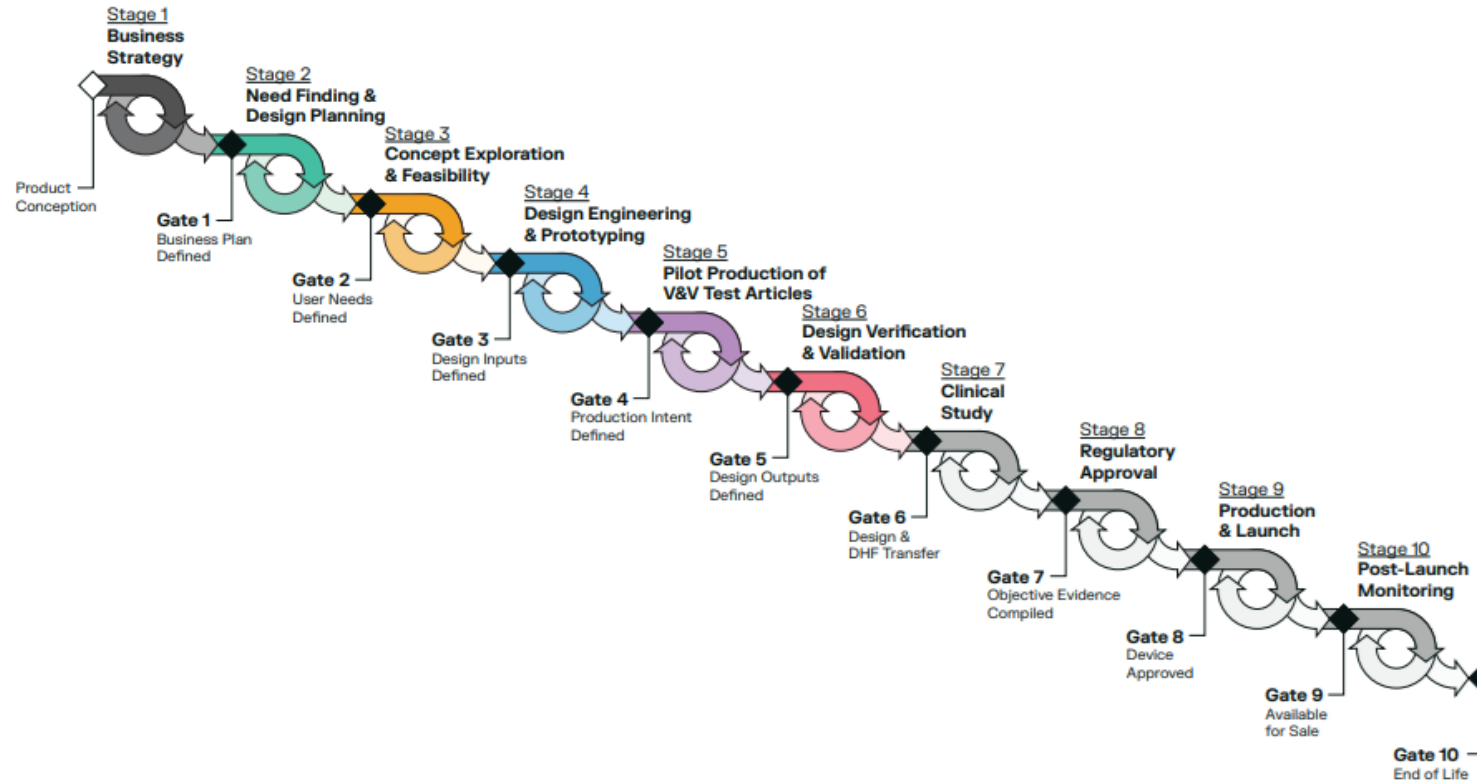 Stage 1
Business
Strategy
Product
Conception
Stage 2
Need Finding &
Design Planning
Gate 1
Business Plan
Defined
Stage 3
Concept Exploration
& Feasibility
Gate 2
User Needs
Defined
Stage 4
Design Engineering
& Prototyping
Gate 3
Design Inputs
Defined
Stage 5
Pilot Production of
V&V Test Articles
Gate 4
Production Intent
Defined
Stage 6
Design Verification
& Validation
Gate 5
Design Outputs
Defined
Stage 7
Clinical
Study
Gate 6
Design &
DHF Transfer
Stage 8
Regulatory
Approval
Gate 7
Objective Evidence
Compiled
Stage 9
Production
& Launch
Gate 8
Device
Approved
Stage 10
Post-Launch
Monitoring
Gate 9
Available
for Sale
Gate 10
End of Life